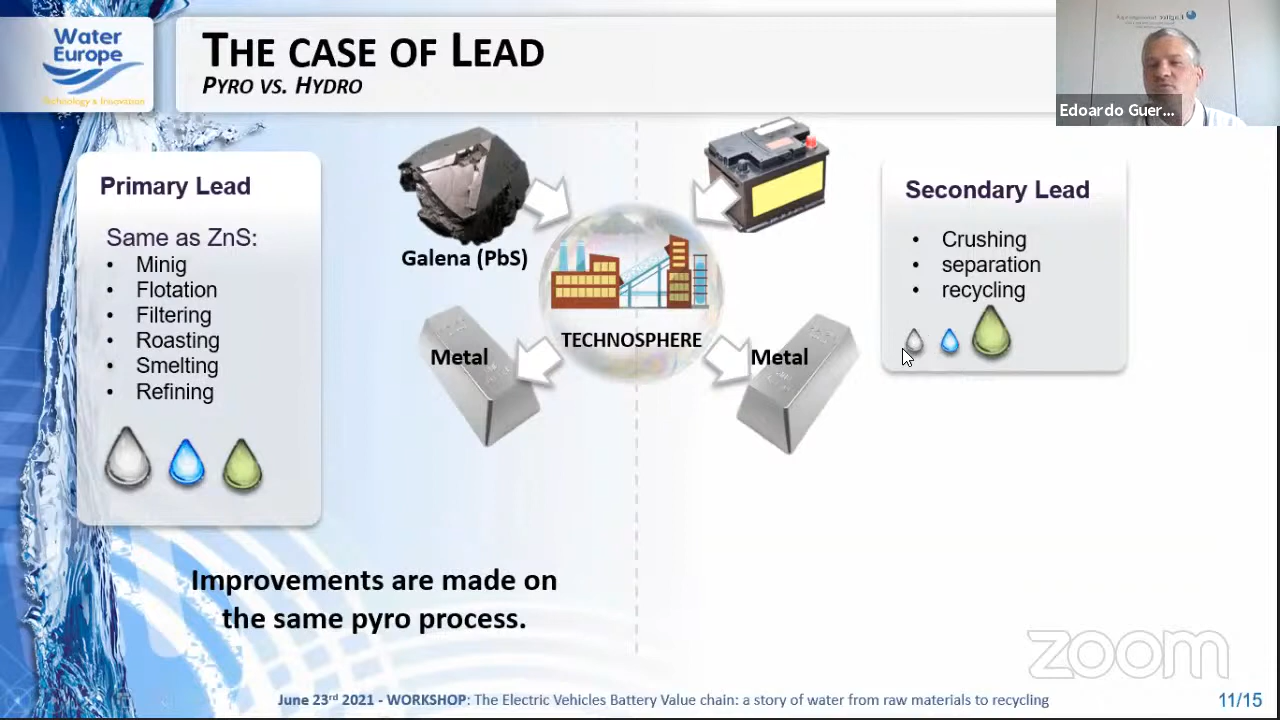 Water
Europe
Technology & Innovation
THE CASE OF LEAD
PYRO VS. HYDRO
Edoardo Guer...
Primary Lead
Same as ZnS:
• Minig
• Flotation
• Filtering
• Roasting
• Smelting
• Refining
Galena (PbS)
TECHNOSPHERE
Metal
Metal
Secondary Lead
• Crushing
• separation
• recycling
Improvements are made on
the same pyro process.
zoom
June 23rd 2021 - WORKSHOP: The Electric Vehicles Battery Value chain: a story of water from raw materials to recycling
11/15